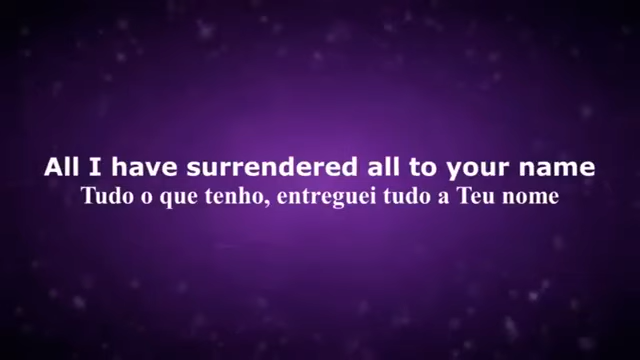 All I have surrendered all to your name
Tudo o que tenho, entreguei tudo a Teu nome